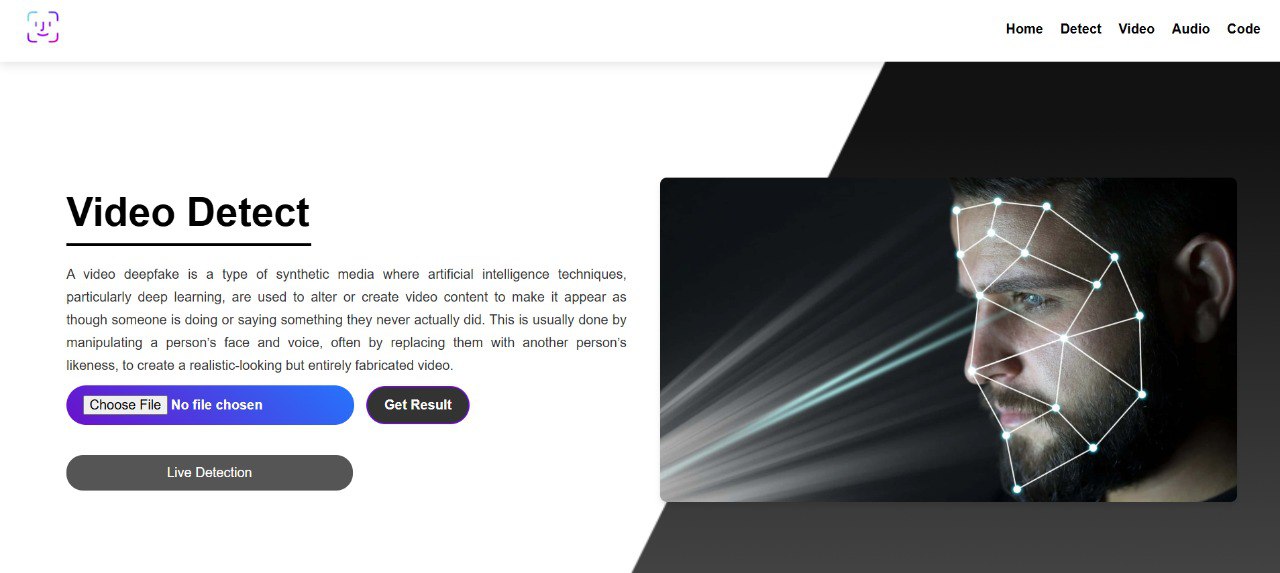 Home Detect Video Audio Code
Video Detect
A video deepfake is a type of synthetic media where artificial intelligence techniques,
particularly deep learning, are used to alter or create video content to make it appear as
though someone is doing or saying something they never actually did. This is usually done by
manipulating a person’s face and voice, often by replacing them with another person’s
likeness, to create a realistic-looking but entirely fabricated video.
Choose File No file chosen Get Result
Live Detection